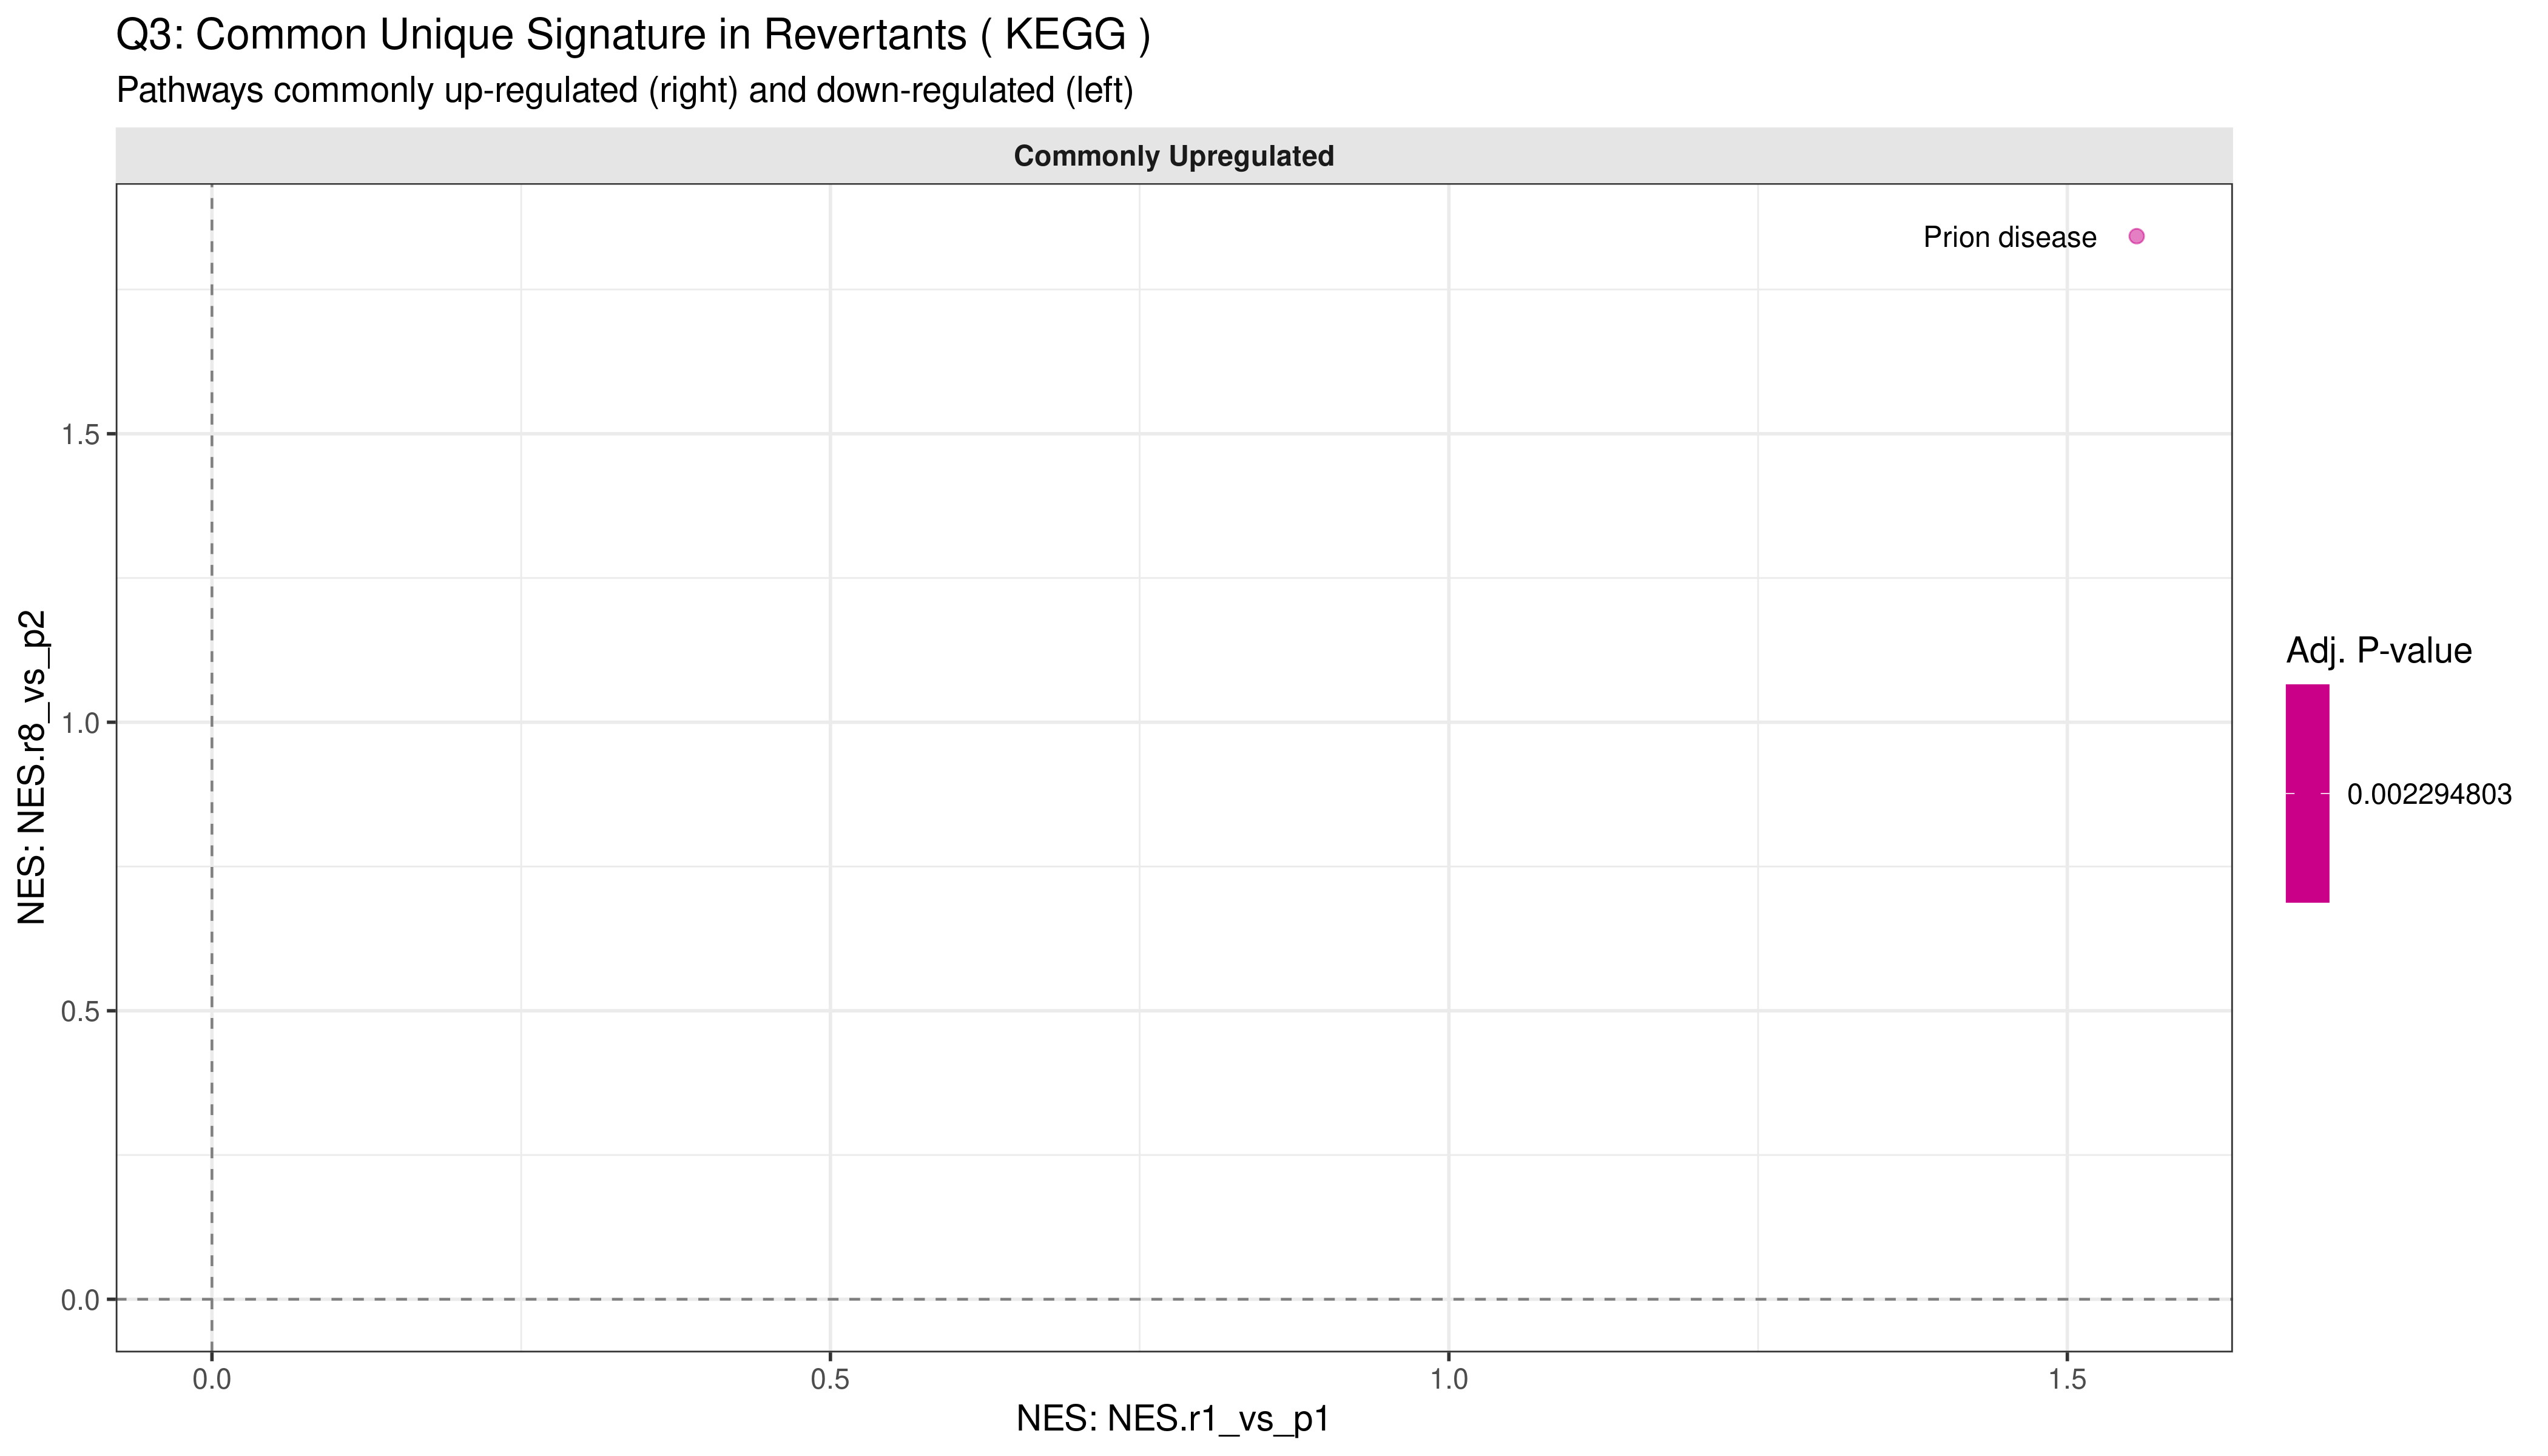 Q3: Common Unique Signature in Revertants ( KEGG )
Pathways commonly up-regulated (right) and down-regulated (left)
Commonly Upregulated
Prion disease
NES: NES.r8_vs_p2
1.5
1.0
0.5
0.0
0.0
0.5
1.0
1.5
NES: NES.r1_vs_p1
Adj. P-value
0.002294803